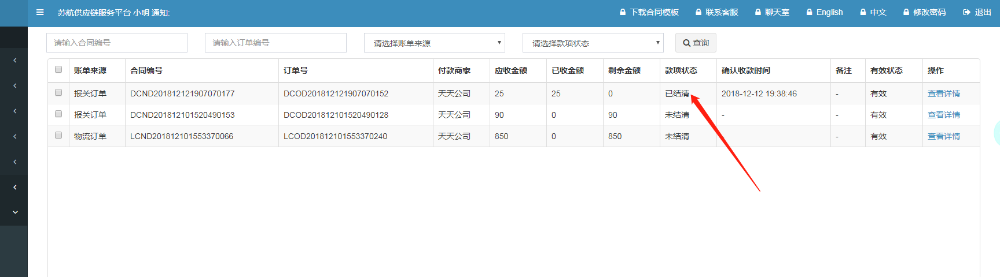 苏航供应链服务平台 小明 通知: 下载合同模板 联系客服 聊天室 English 中文 修改密码 退出
请输入合同编号 请输入订单编号 请选择账单来源 请选择款项状态 查询
账单来源 合同编号 订单号 付款商家 应收金额 已收金额 剩余金额 款项状态 确认收款时间 备注 有效状态 操作
报关订单 DCND201812121907070177 DCOD201812121907070152 天天公司 25 25 0 已结清 2018-12-12 19:38:46 - 有效 查看详情
报关订单 DCND201812101520490153 DCOD201812101520490128 天天公司 90 0 90 未结清 - - 有效 查看详情
物流订单 LCND201812101553370066 LCOD201812101553370240 天天公司 850 0 850 未结清 - - 有效 查看详情